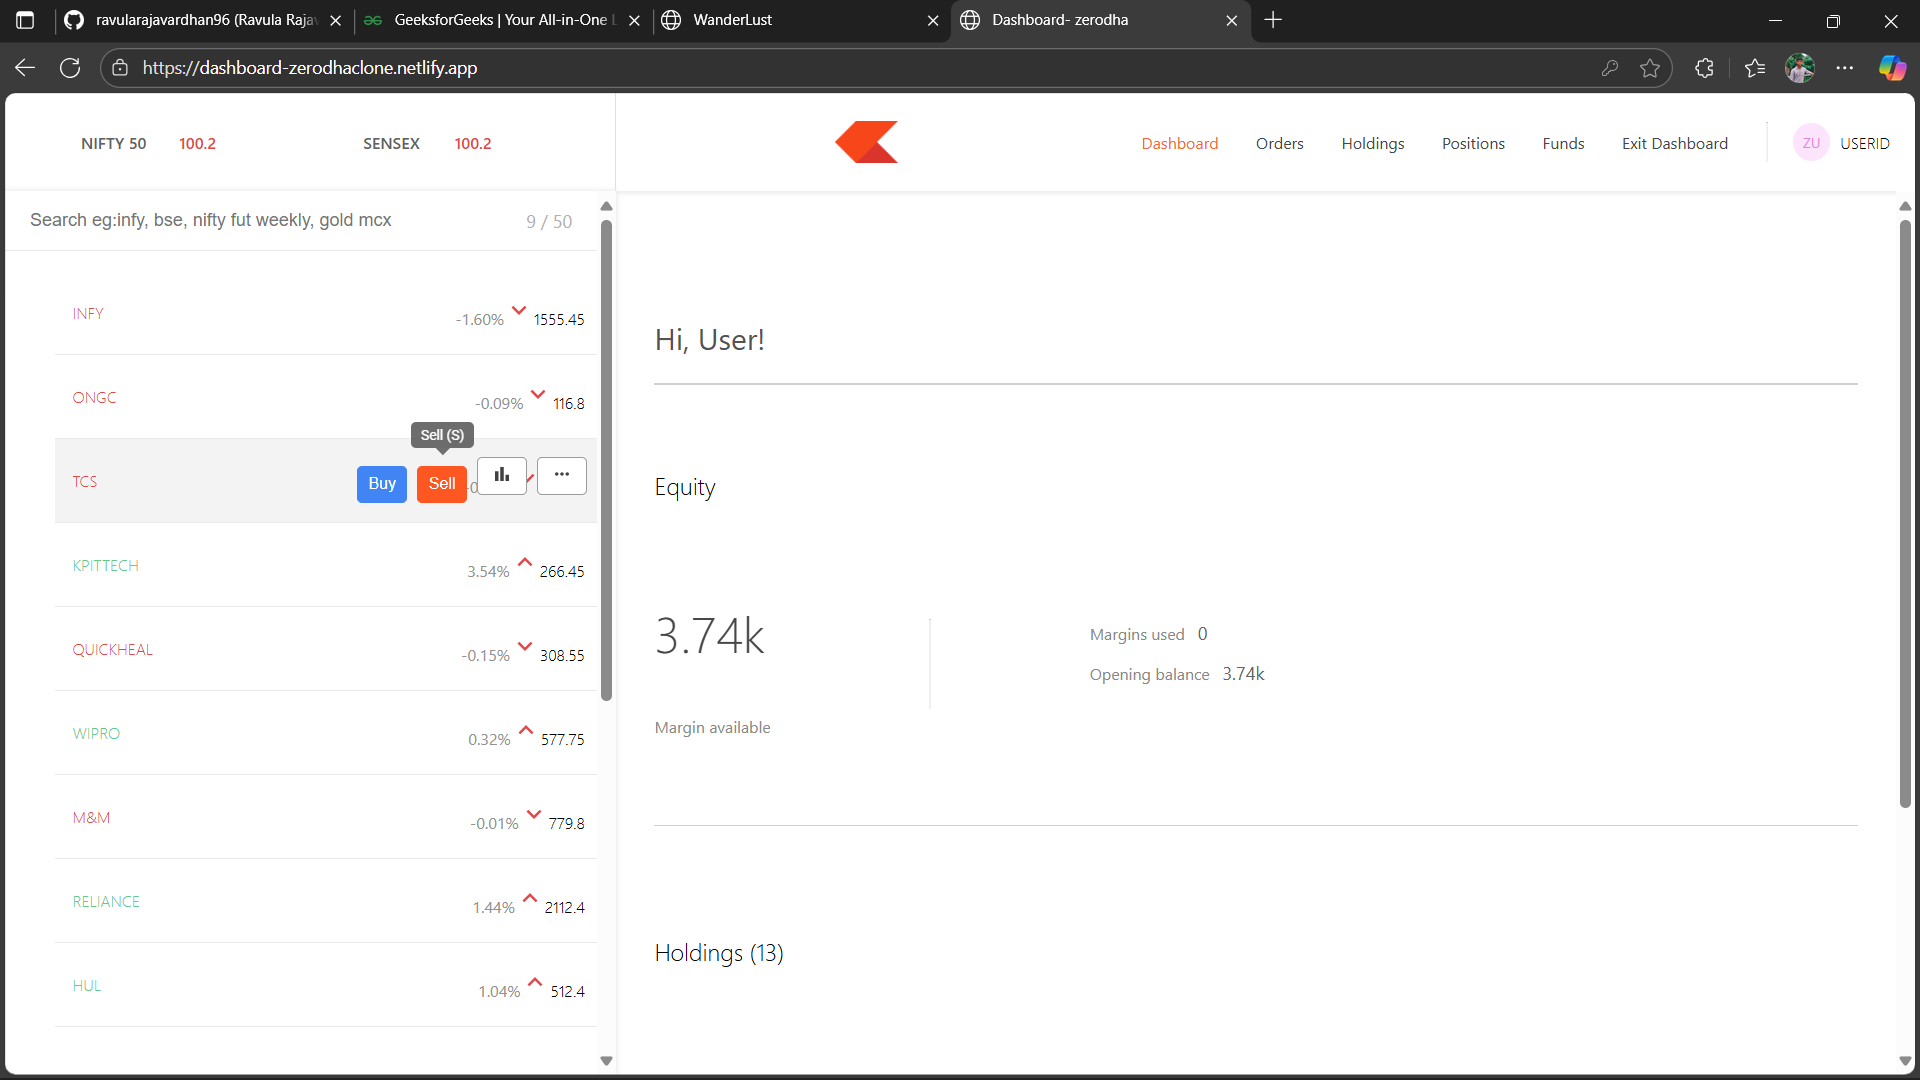 ravularajavardhan96 (Ravula Raja
GeeksforGeeks | Your All-in-One
WanderLust
Dashboard- zerodha
https://dashboard-zerodhaclone.netlify.app
NIFTY 50 100.2 SENSEX 100.2
Dashboard Orders Holdings Positions Funds Exit Dashboard ZU USERID
Search eg:infy, bse, nifty fut weekly, gold mcx 9 / 50
INFY -1.60% 1555.45
ONGC -0.09% 116.8
Sell (S)
TCS Buy Sell -0
KPITTECH 3.54% 266.45
QUICKHEAL -0.15% 308.55
WIPRO 0.32% 577.75
M&M -0.01% 779.8
RELIANCE 1.44% 2112.4
HUL 1.04% 512.4
Hi, User!
Equity
3.74k
Margin available
Margins used 0
Opening balance 3.74k
Holdings (13)